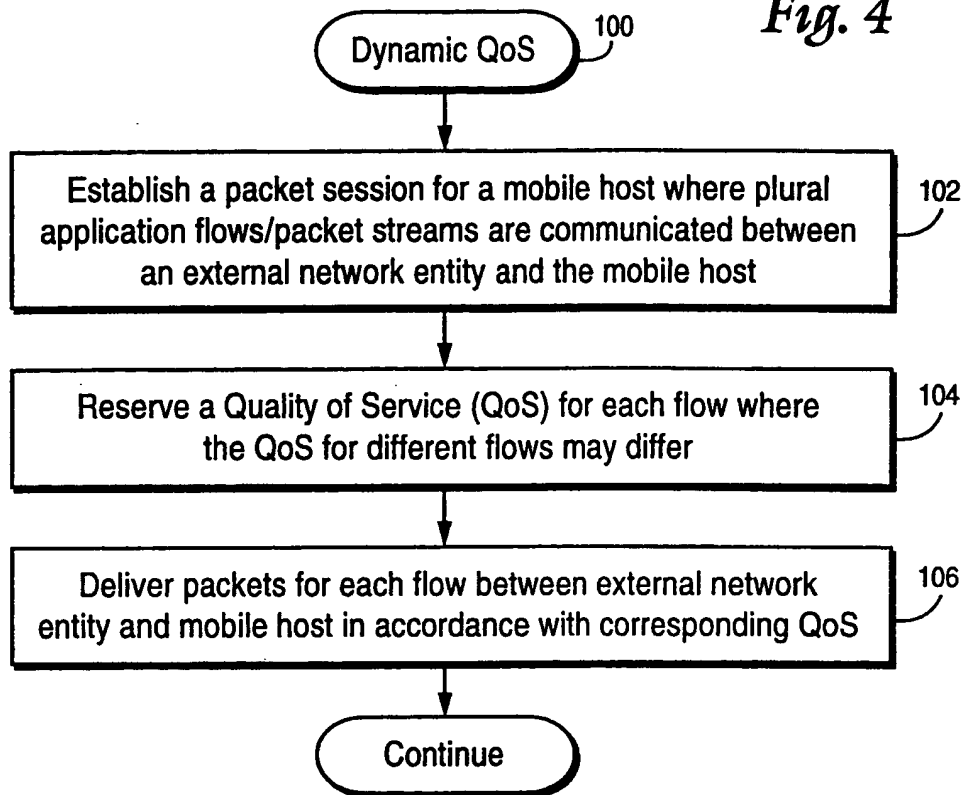 Fig. 4
Dynamic QoS
100
Establish a packet session for a mobile host where plural
application flows/packet streams are communicated between
an external network entity and the mobile host
102
Reserve a Quality of Service (QoS) for each flow where
the QoS for different flows may differ
104
Deliver packets for each flow between external network
entity and mobile host in accordance with corresponding QoS
106
Continue